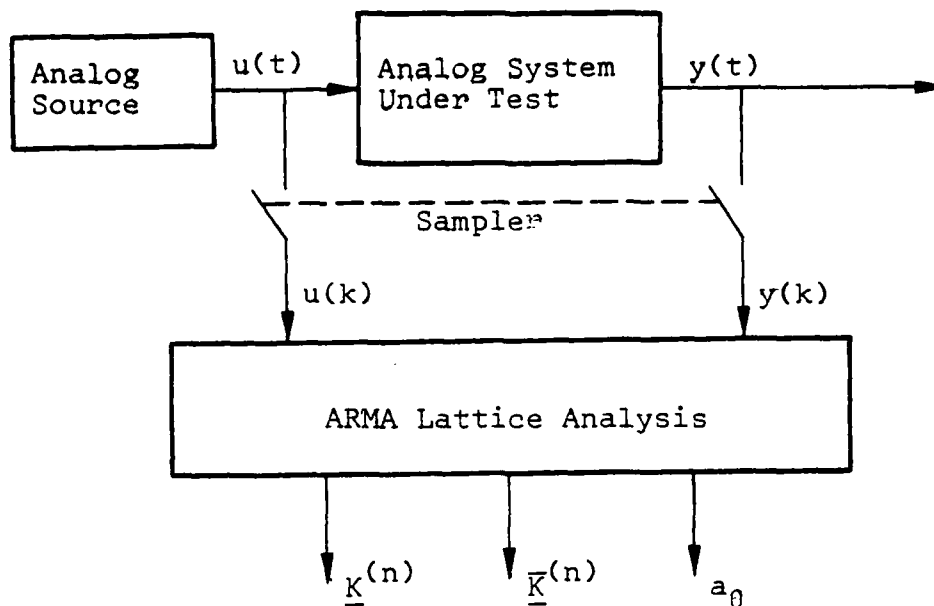 Analog
Source
u(t)
Analog System
Under Test
y(t)
Sampler
u(k)
y(k)
ARMA Lattice Analysis
K̲^(n)
K̲̅^(n)
a₀